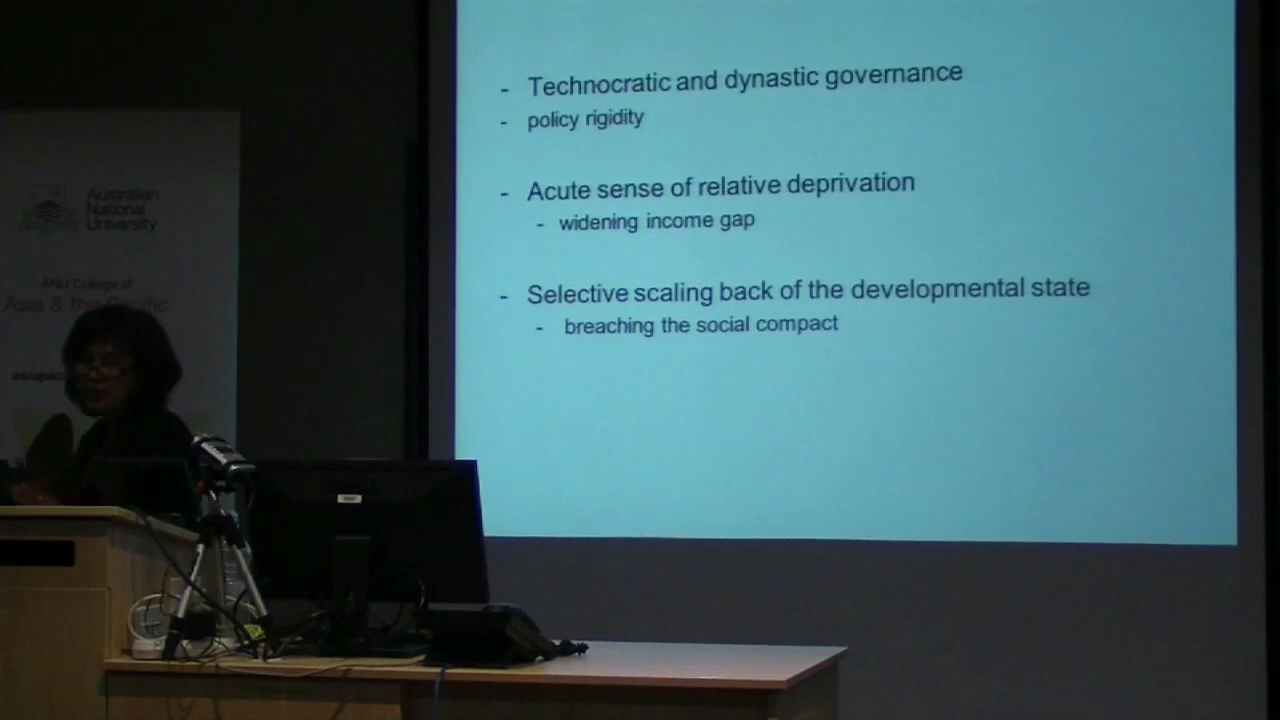 - Technocratic and dynastic governance
- policy rigidity
- Acute sense of relative deprivation
- widening income gap
- Selective scaling back of the developmental state
- breaching the social compact
Australian
National
University
ANU College of
Asia & the Pacific